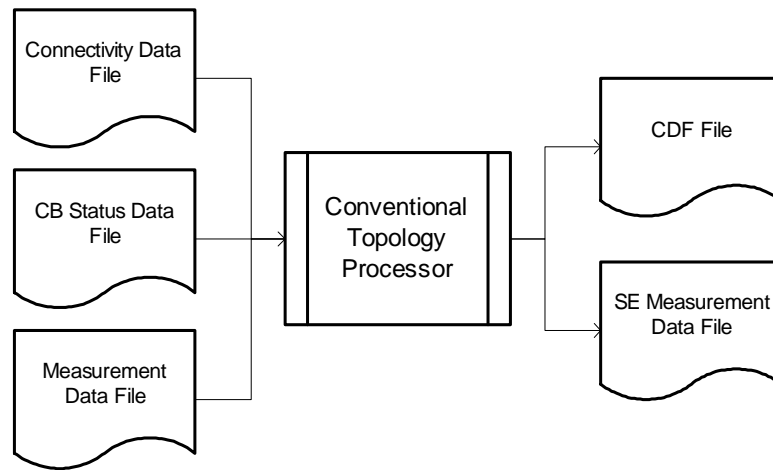 Connectivity Data
File
CB Status Data
File
Measurement
Data File
Conventional
Topology
Processor
CDF File
SE Measurement
Data File